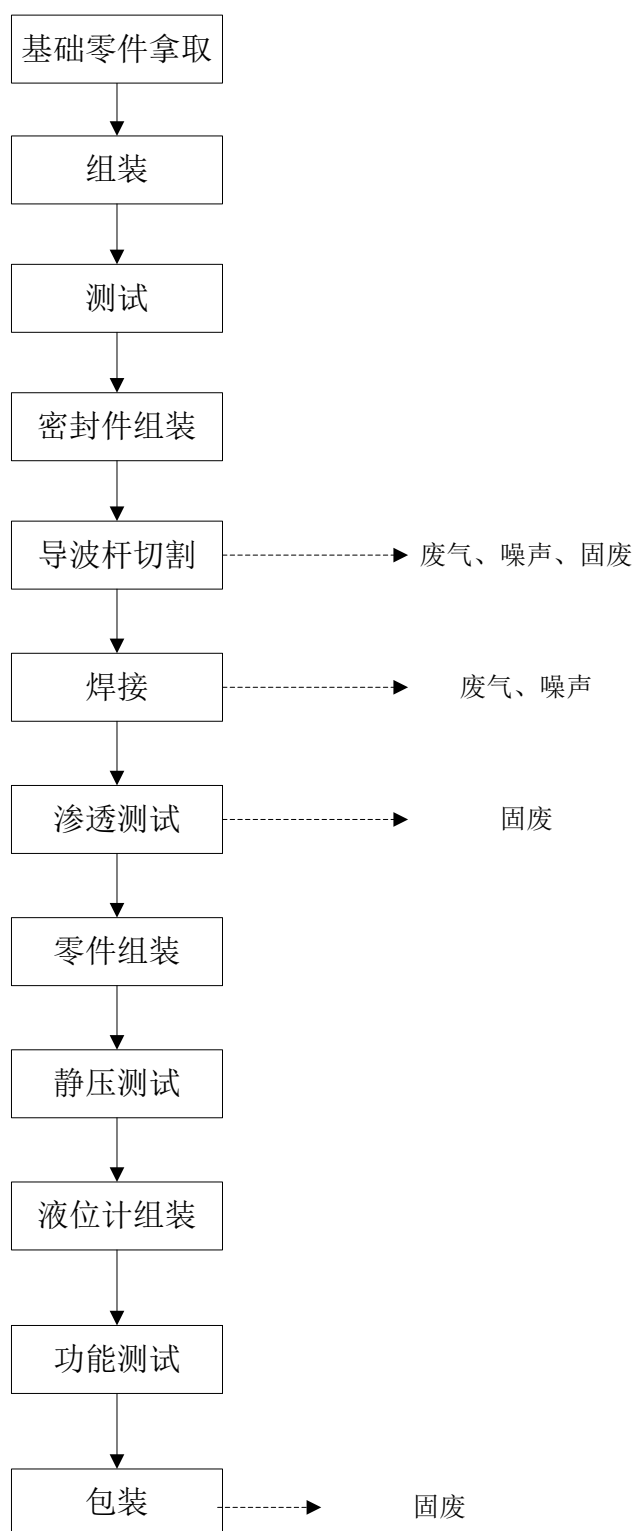 基础零件拿取
组装
测试
密封件组装
导波杆切割
废气、噪声、固废
焊接
废气、噪声
渗透测试
固废
零件组装
静压测试
液位计组装
功能测试
包装
固废